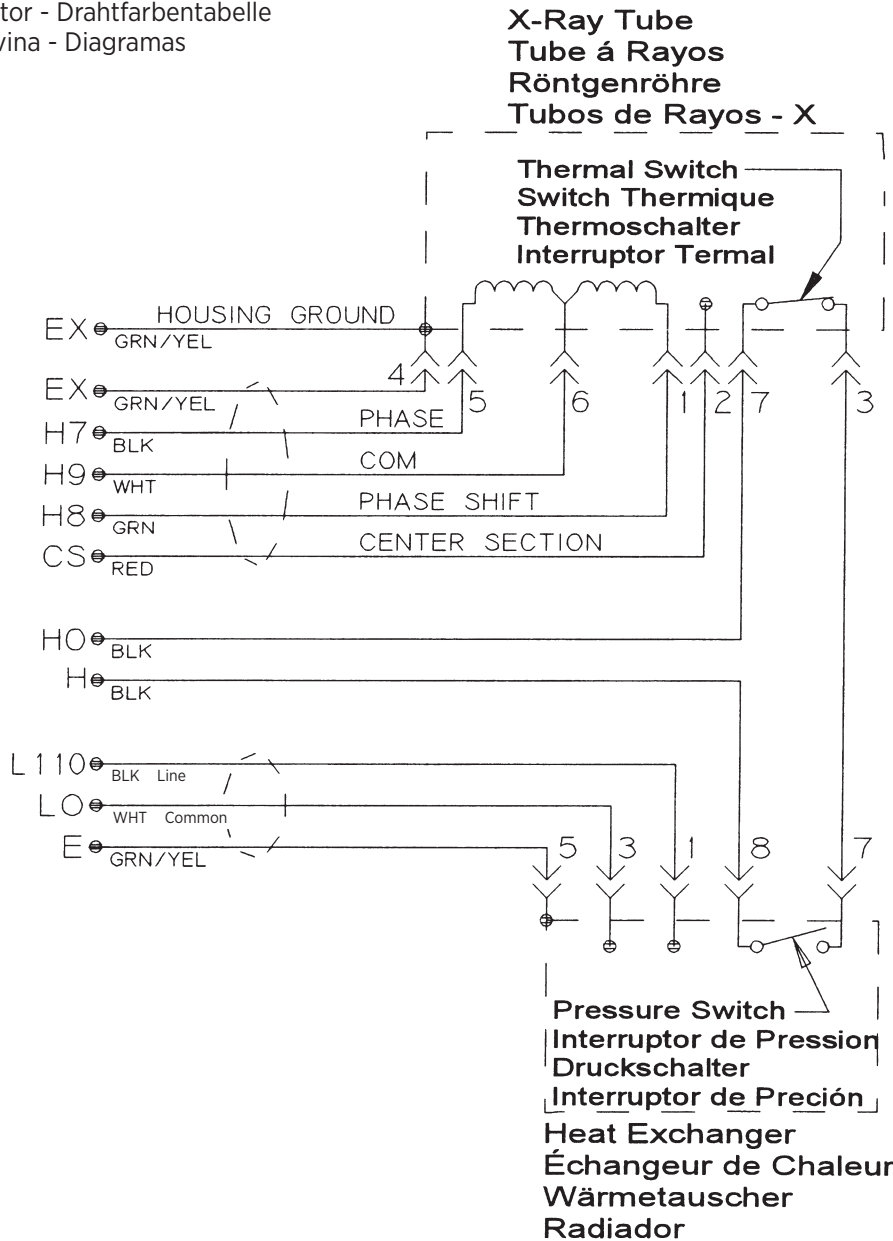 tor - Drahtfarbentabelle
vina - Diagramas
X-Ray Tube
Tube á Rayos
Röntgenröhre
Tubos de Rayos - X
Thermal Switch
Switch Thermique
Thermoschalter
Interruptor Termal
EX HOUSING GROUND
GRN/YEL
4
EX
GRN/YEL
5 6 1 2 7 3
H7 PHASE
BLK
H9 COM
WHT
H8 PHASE SHIFT
GRN
CS CENTER SECTION
RED
HO
BLK
H
BLK
L110
BLK Line
LO
WHT Common
E
GRN/YEL
5 3 1 8 7
Pressure Switch
Interruptor de Pression
Druckschalter
Interruptor de Preción
Heat Exchanger
Échangeur de Chaleur
Wärmetauscher
Radiador